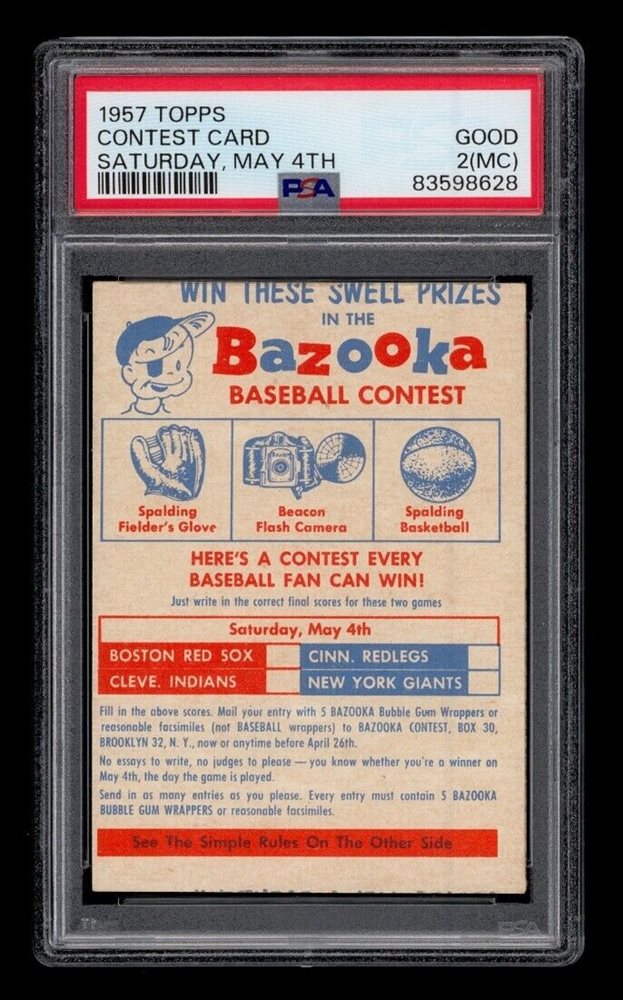 1957 TOPPS
CONTEST CARD GOOD
SATURDAY, MAY 4TH 2(MC)
PSA 83598628
WIN THESE SWELL PRIZES
IN THE
Bazooka
BASEBALL CONTEST
Spalding Fielder's Glove
Beacon Flash Camera
Spalding Basketball
HERE'S A CONTEST EVERY
BASEBALL FAN CAN WIN!
Just write in the correct final scores for these two games
Saturday, May 4th
BOSTON RED SOX CINN. REDLEGS
CLEVE. INDIANS NEW YORK GIANTS
Fill in the above scores. Mail your entry with 5 BAZOOKA Bubble Gum Wrappers or
reasonable facsimiles (not BASEBALL wrappers) to BAZOOKA CONTEST, BOX 30,
BROOKLYN 32, N. Y., now or anytime before April 26th.
No essays to write, no judges to please — you know whether you're a winner on
May 4th, the day the game is played.
Send in as many entries as you please. Every entry must contain 5 BAZOOKA
BUBBLE GUM WRAPPERS or reasonable facsimiles.
See The Simple Rules On The Other Side
PSA